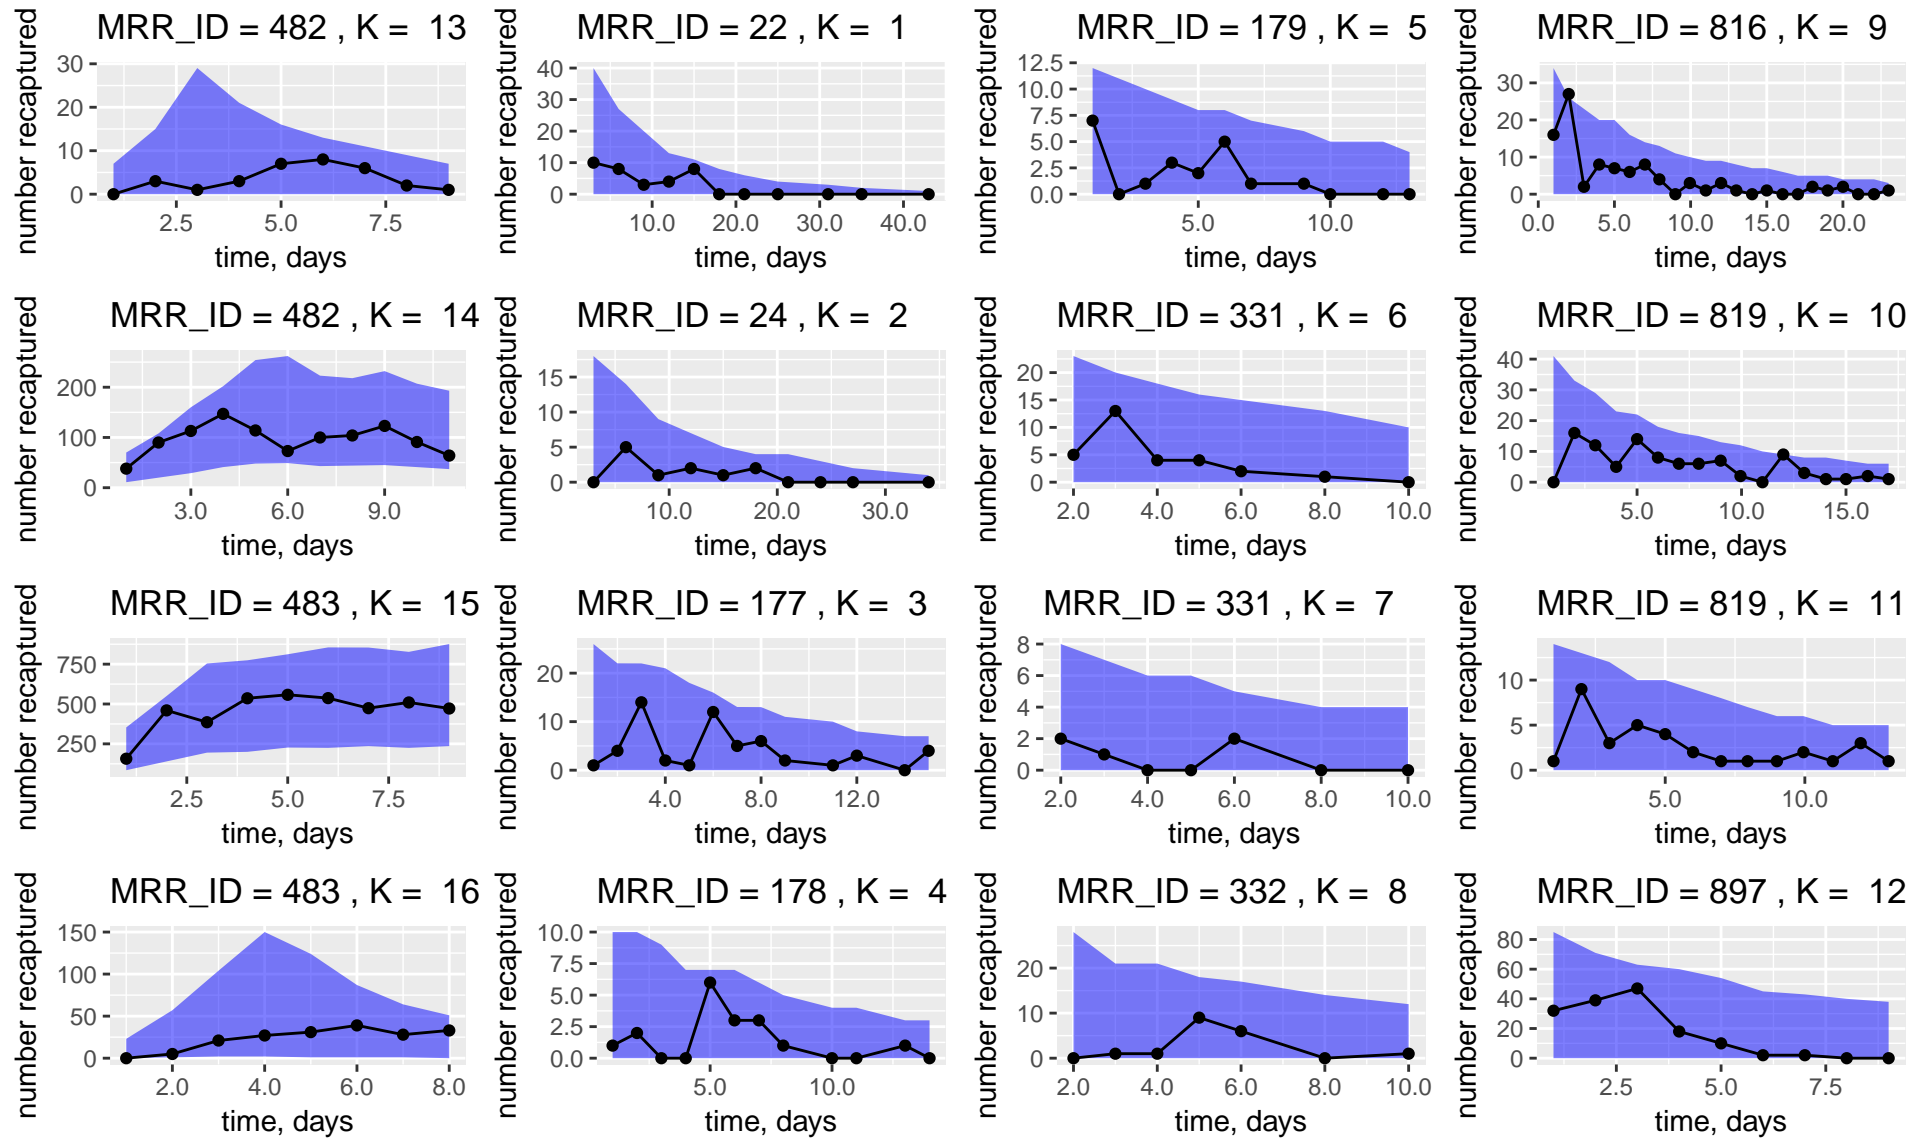 MRR_ID = 482 , K =  13
number recaptured
30
20
10
0
2.5 5.0 7.5
time, days
MRR_ID = 22 , K =  1
number recaptured
40
30
20
10
0
10.0 20.0 30.0 40.0
time, days
MRR_ID = 179 , K =  5
number recaptured
12.5
10.0
7.5
5.0
2.5
0.0
5.0 10.0
time, days
MRR_ID = 816 , K =  9
number recaptured
30
20
10
0
0.0 5.0 10.0 15.0 20.0
time, days
MRR_ID = 482 , K =  14
number recaptured
200
100
0
3.0 6.0 9.0
time, days
MRR_ID = 24 , K =  2
number recaptured
15
10
5
0
10.0 20.0 30.0
time, days
MRR_ID = 331 , K =  6
number recaptured
20
15
10
5
0
2.0 4.0 6.0 8.0 10.0
time, days
MRR_ID = 819 , K =  10
number recaptured
40
30
20
10
0
5.0 10.0 15.0
time, days
MRR_ID = 483 , K =  15
number recaptured
750
500
250
2.5 5.0 7.5
time, days
MRR_ID = 177 , K =  3
number recaptured
20
10
0
4.0 8.0 12.0
time, days
MRR_ID = 331 , K =  7
number recaptured
8
6
4
2
0
2.0 4.0 6.0 8.0 10.0
time, days
MRR_ID = 819 , K =  11
number recaptured
10
5
0
5.0 10.0
time, days
MRR_ID = 483 , K =  16
number recaptured
150
100
50
0
2.0 4.0 6.0 8.0
time, days
MRR_ID = 178 , K =  4
number recaptured
10.0
7.5
5.0
2.5
0.0
5.0 10.0
time, days
MRR_ID = 332 , K =  8
number recaptured
20
10
0
2.0 4.0 6.0 8.0 10.0
time, days
MRR_ID = 897 , K =  12
number recaptured
80
60
40
20
0
2.5 5.0 7.5
time, days